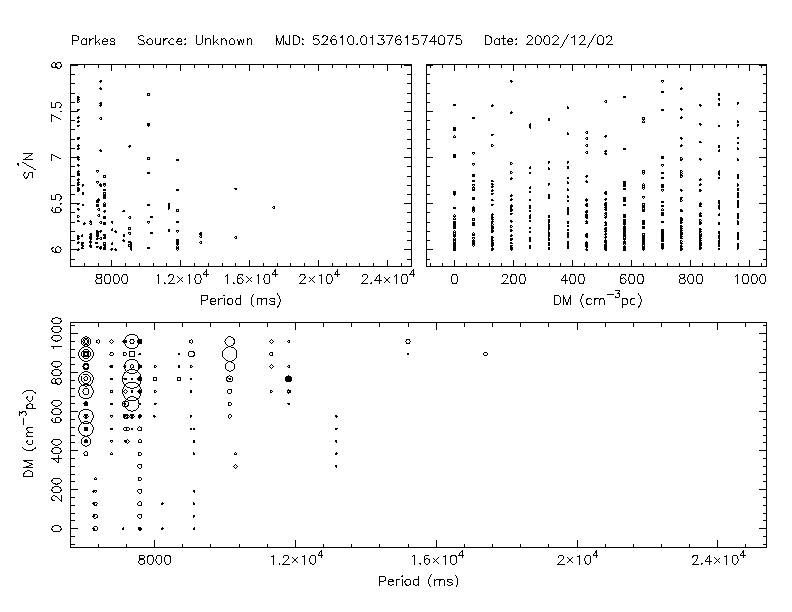 Parkes Source: Unknown MJD: 52610.013761574075 Date: 2002/12/02
8
7.5
7
6.5
6
S/N
8000 1.2×10⁴ 1.6×10⁴ 2×10⁴ 2.4×10⁴
Period (ms)
0 200 400 600 800 1000
DM (cm⁻³pc)
1000
800
600
400
200
0
DM (cm⁻³pc)
8000 1.2×10⁴ 1.6×10⁴ 2×10⁴ 2.4×10⁴
Period (ms)